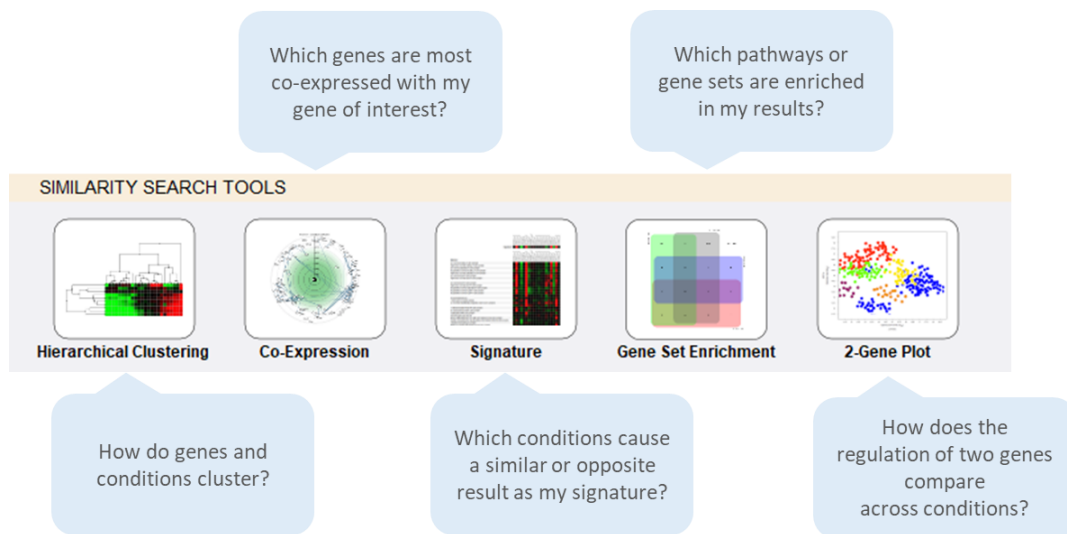 Which genes are most
co-expressed with my
gene of interest?
Which pathways or
gene sets are enriched
in my results?
SIMILARITY SEARCH TOOLS
Hierarchical Clustering
Co-Expression
Signature
Gene Set Enrichment
2-Gene Plot
How do genes and
conditions cluster?
Which conditions cause
a similar or opposite
result as my signature?
How does the
regulation of two genes
compare
across conditions?